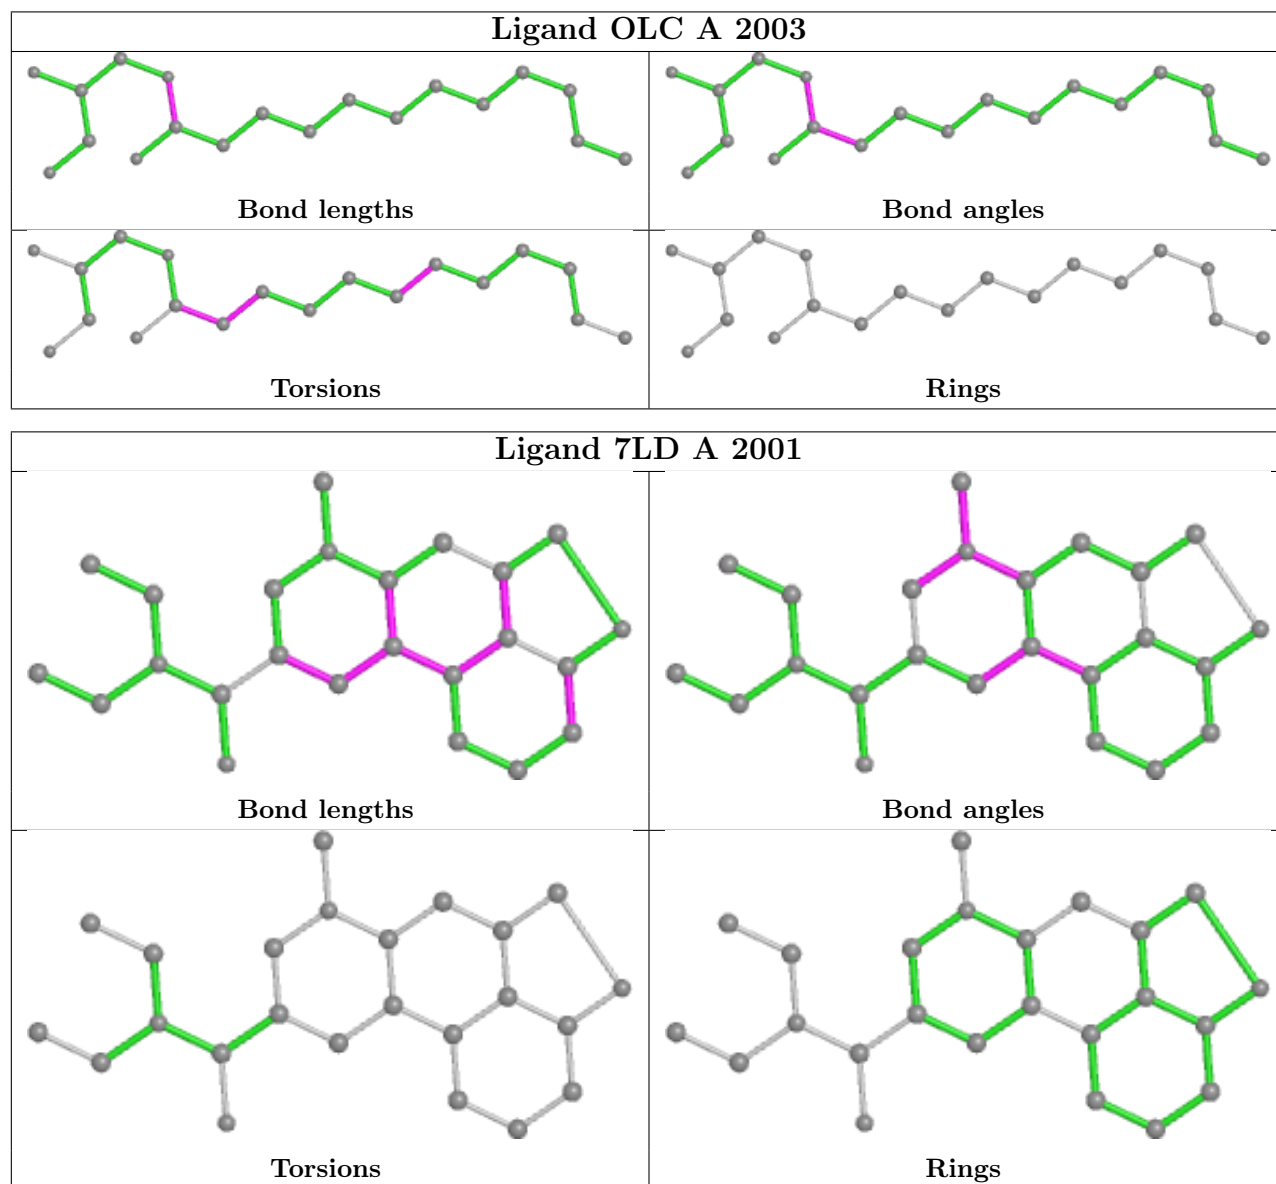 Ligand OLC A 2003
Bond lengths
Bond angles
Torsions
Rings
Ligand 7LD A 2001
Bond lengths
Bond angles
Torsions
Rings